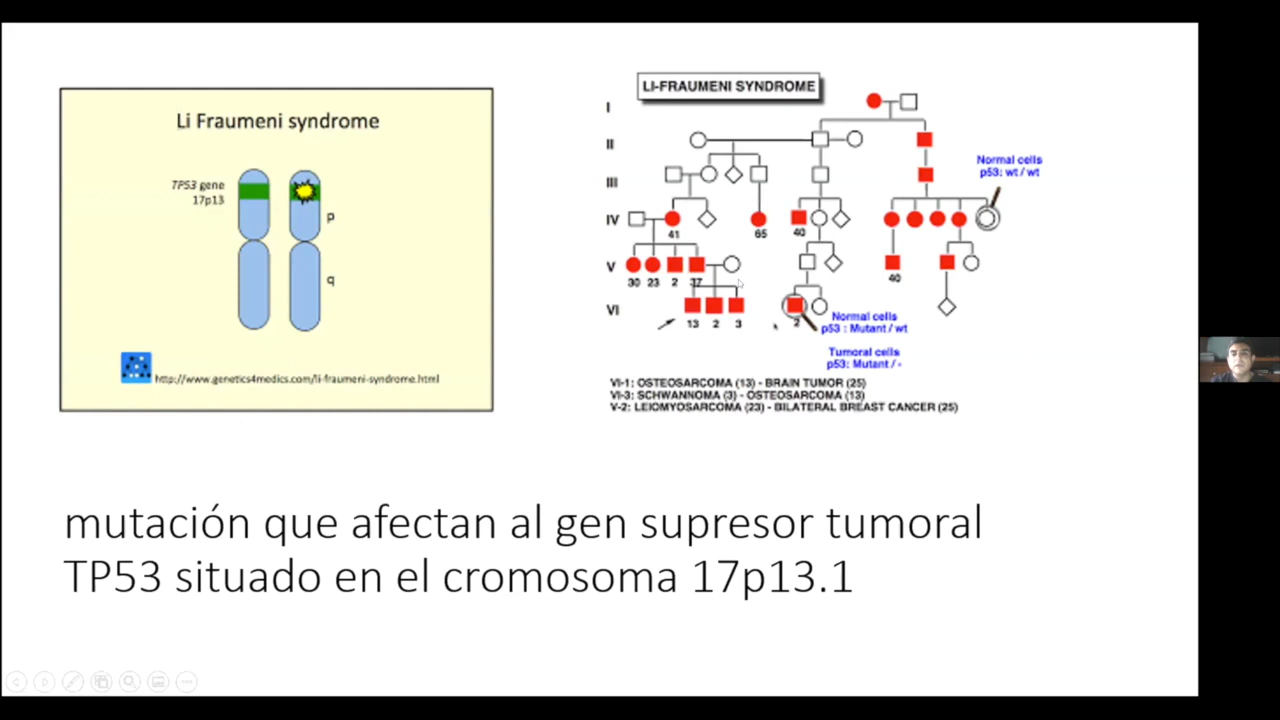 Li Fraumeni syndrome
TP53 gene
17p13
p
q
http://www.genetics4medics.com/li-fraumeni-syndrome.html
LI-FRAUMENI SYNDROME
I
II
III
IV
V
VI
Normal cells
p53: wt / wt
41
65
40
30 23 2 37
40
13 2 3
2
Normal cells
p53 : Mutant / wt
Tumoral cells
p53: Mutant / -
VI-1: OSTEOSARCOMA (13) - BRAIN TUMOR (25)
VI-3: SCHWANNOMA (3) - OSTEOSARCOMA (13)
V-2: LEIOMYOSARCOMA (23) - BILATERAL BREAST CANCER (25)
mutación que afectan al gen supresor tumoral
TP53 situado en el cromosoma 17p13.1